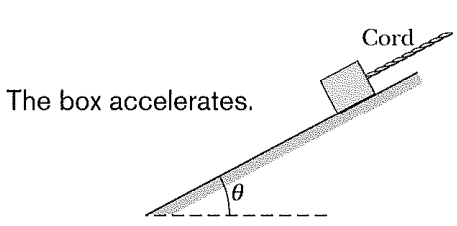 Cord
The box accelerates.
θ